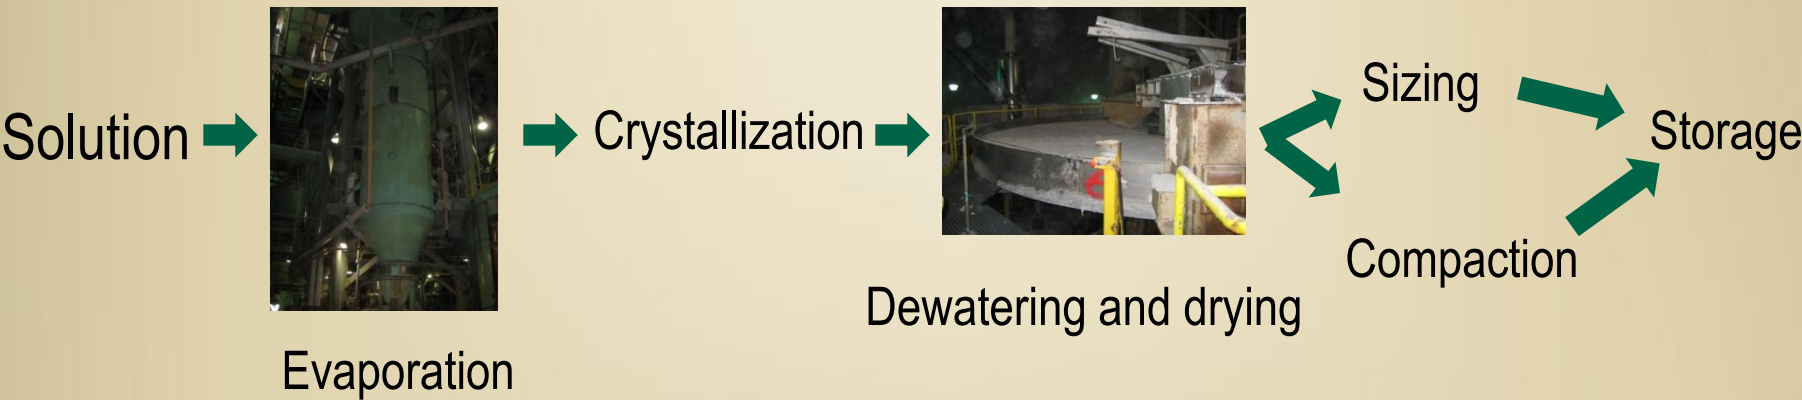 Solution
Evaporation
Crystallization
Dewatering and drying
Sizing
Compaction
Storage